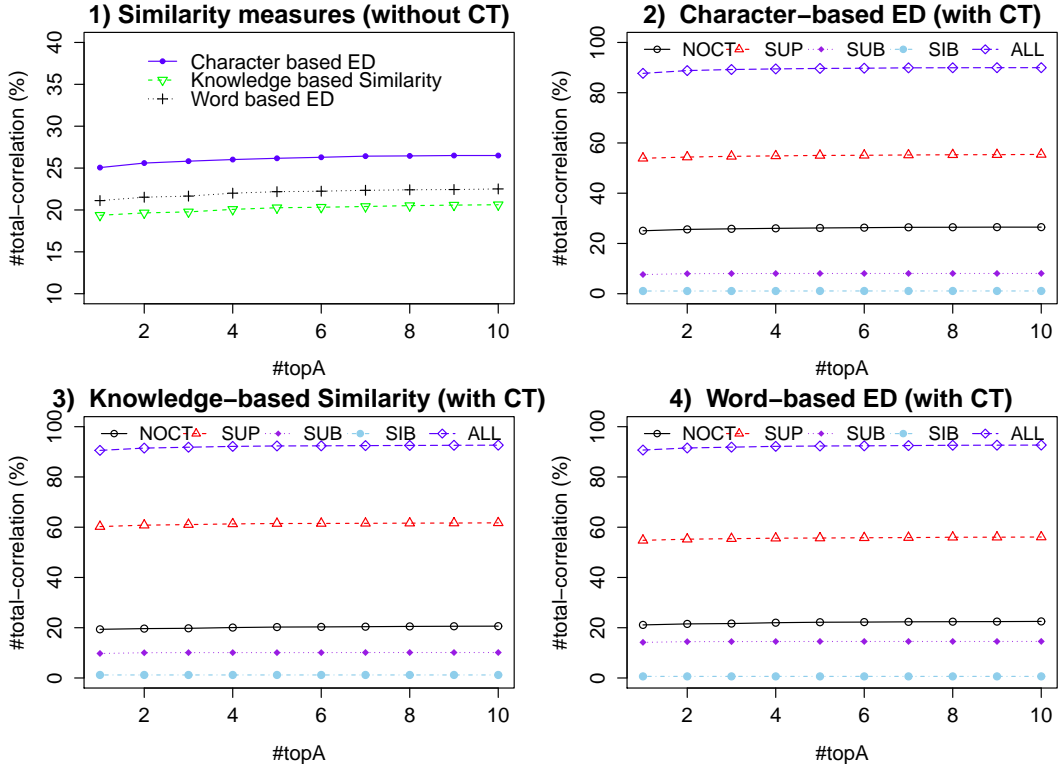 1) Similarity measures (without CT)
#total−correlation (%)
40
35
30
25
20
15
10
Character based ED
Knowledge based Similarity
Word based ED
2 4 6 8 10
#topA
2) Character−based ED (with CT)
#total−correlation (%)
100
80
60
40
20
0
NOCT SUP SUB SIB ALL
2 4 6 8 10
#topA
3) Knowledge−based Similarity (with CT)
#total−correlation (%)
100
80
60
40
20
0
NOCT SUP SUB SIB ALL
2 4 6 8 10
#topA
4) Word−based ED (with CT)
#total−correlation (%)
100
80
60
40
20
0
NOCT SUP SUB SIB ALL
2 4 6 8 10
#topA